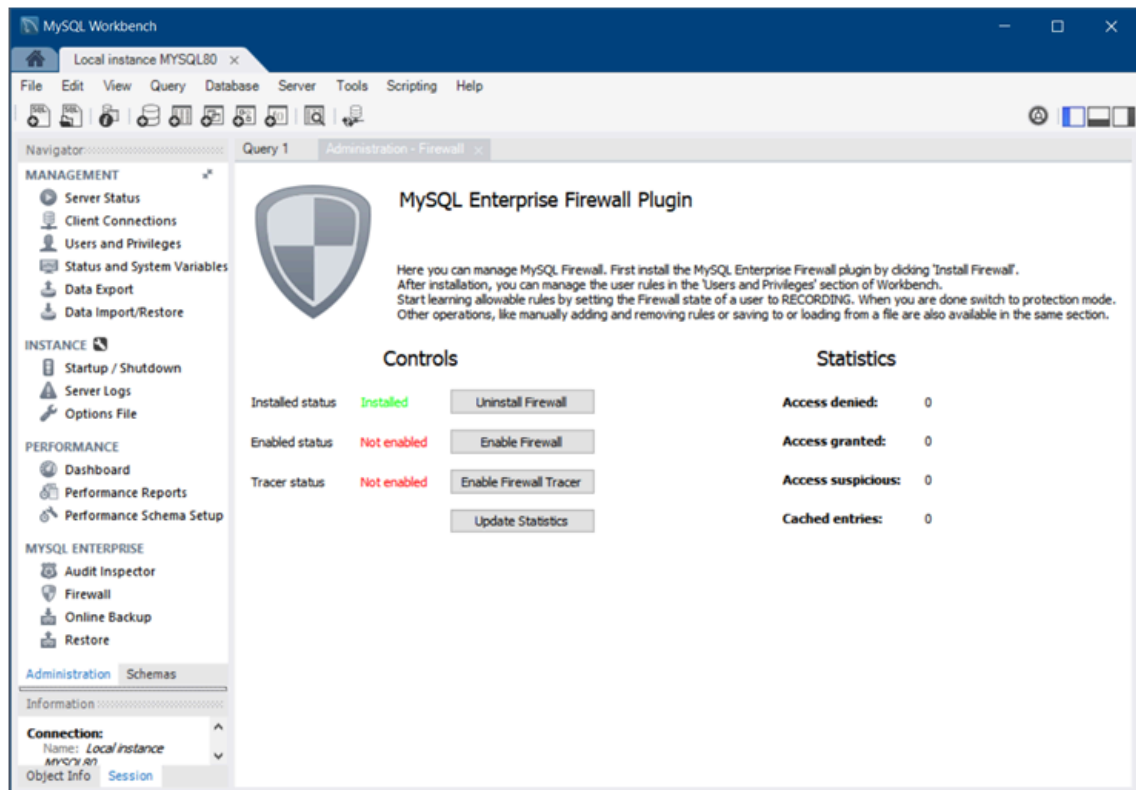 MySQL Workbench
Local instance MYSQL80
File Edit View Query Database Server Tools Scripting Help
Navigator
MANAGEMENT
Server Status
Client Connections
Users and Privileges
Status and System Variables
Data Export
Data Import/Restore
INSTANCE
Startup / Shutdown
Server Logs
Options File
PERFORMANCE
Dashboard
Performance Reports
Performance Schema Setup
MYSQL ENTERPRISE
Audit Inspector
Firewall
Online Backup
Restore
Administration Schemas
Information
Connection:
Name: Local instance
MYSQL80
Object Info Session
Query 1 Administration - Firewall
MySQL Enterprise Firewall Plugin
Here you can manage MySQL Firewall. First install the MySQL Enterprise Firewall plugin by clicking 'Install Firewall'.
After installation, you can manage the user rules in the 'Users and Privileges' section of Workbench.
Start learning allowable rules by setting the Firewall state of a user to RECORDING. When you are done switch to protection mode.
Other operations, like manually adding and removing rules or saving to or loading from a file are also available in the same section.
Controls
Installed status Installed Uninstall Firewall
Enabled status Not enabled Enable Firewall
Tracer status Not enabled Enable Firewall Tracer
Update Statistics
Statistics
Access denied: 0
Access granted: 0
Access suspicious: 0
Cached entries: 0